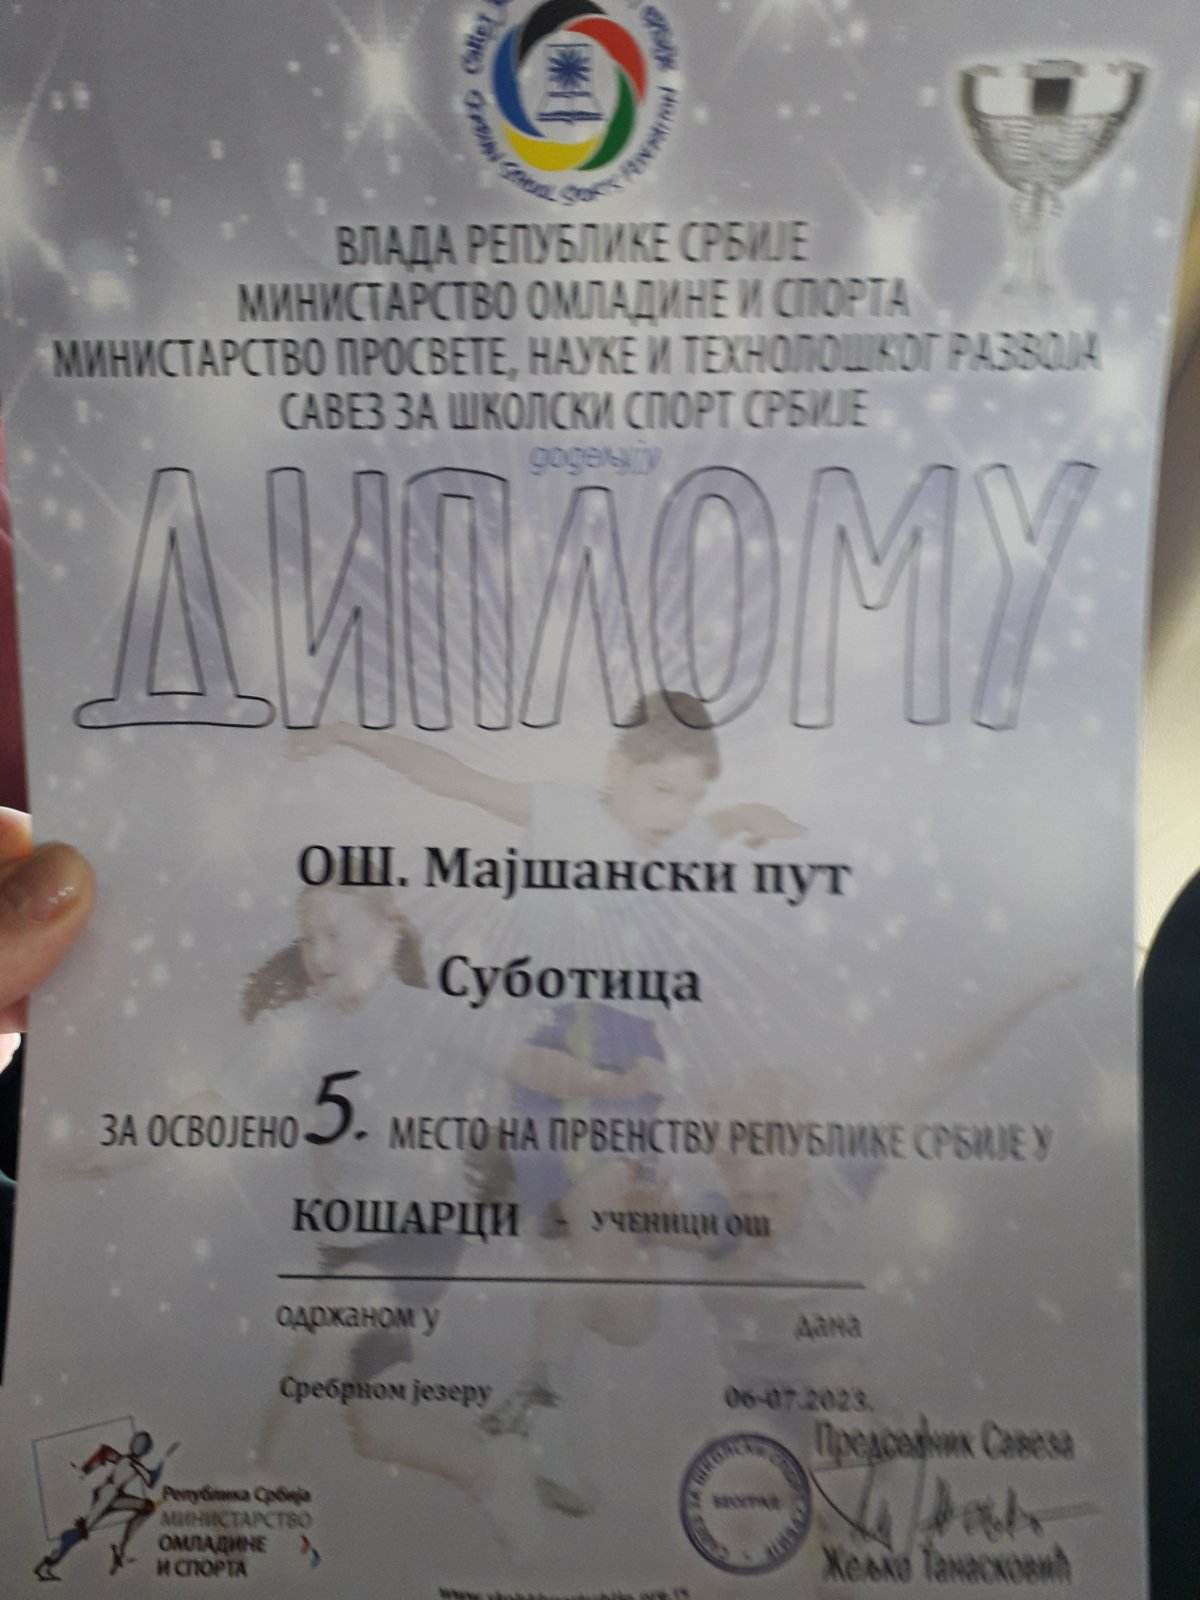 ВЛАДА РЕПУБЛИКЕ СРБИЈЕ
МИНИСТАРСТВО ОМЛАДИНЕ И СПОРТА
МИНИСТАРСТВО ПРОСВЕТЕ, НАУКЕ И ТЕХНОЛОШКОГ РАЗВОЈА
САВЕЗ ЗА ШКОЛСКИ СПОРТ СРБИЈЕ
додељују
ДИПЛОМУ
ОШ. Мајшански пут
Суботица
ЗА ОСВОЈЕНО 5. МЕСТО НА ПРВЕНСТВУ РЕПУБЛИКЕ СРБИЈЕ У
КОШАРЦИ - УЧЕНИЦИ ОШ
одржаном у дана
Сребрном језеру 06-07.2023.
Председник Савеза
БЕОГРАД
Жељко Танасковић
Република Србија
МИНИСТАРСТВО
ОМЛАДИНЕ
И СПОРТА